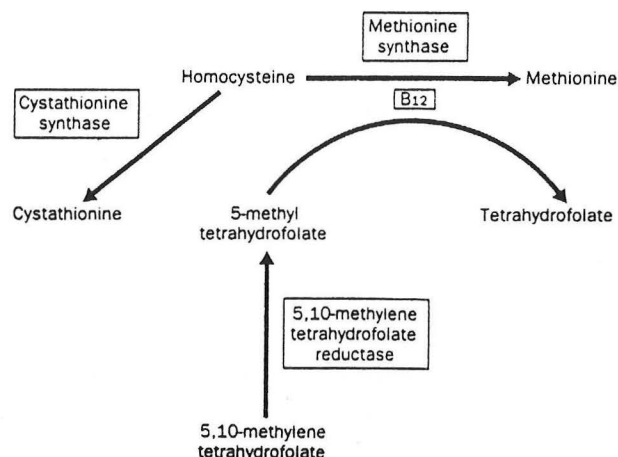 Methionine
synthase
Homocysteine
Methionine
Cystathionine
synthase
B12
Cystathionine
5-methyl
tetrahydrofolate
Tetrahydrofolate
5,10-methylene
tetrahydrofolate
reductase
5,10-methylene
tetrahydrofolate